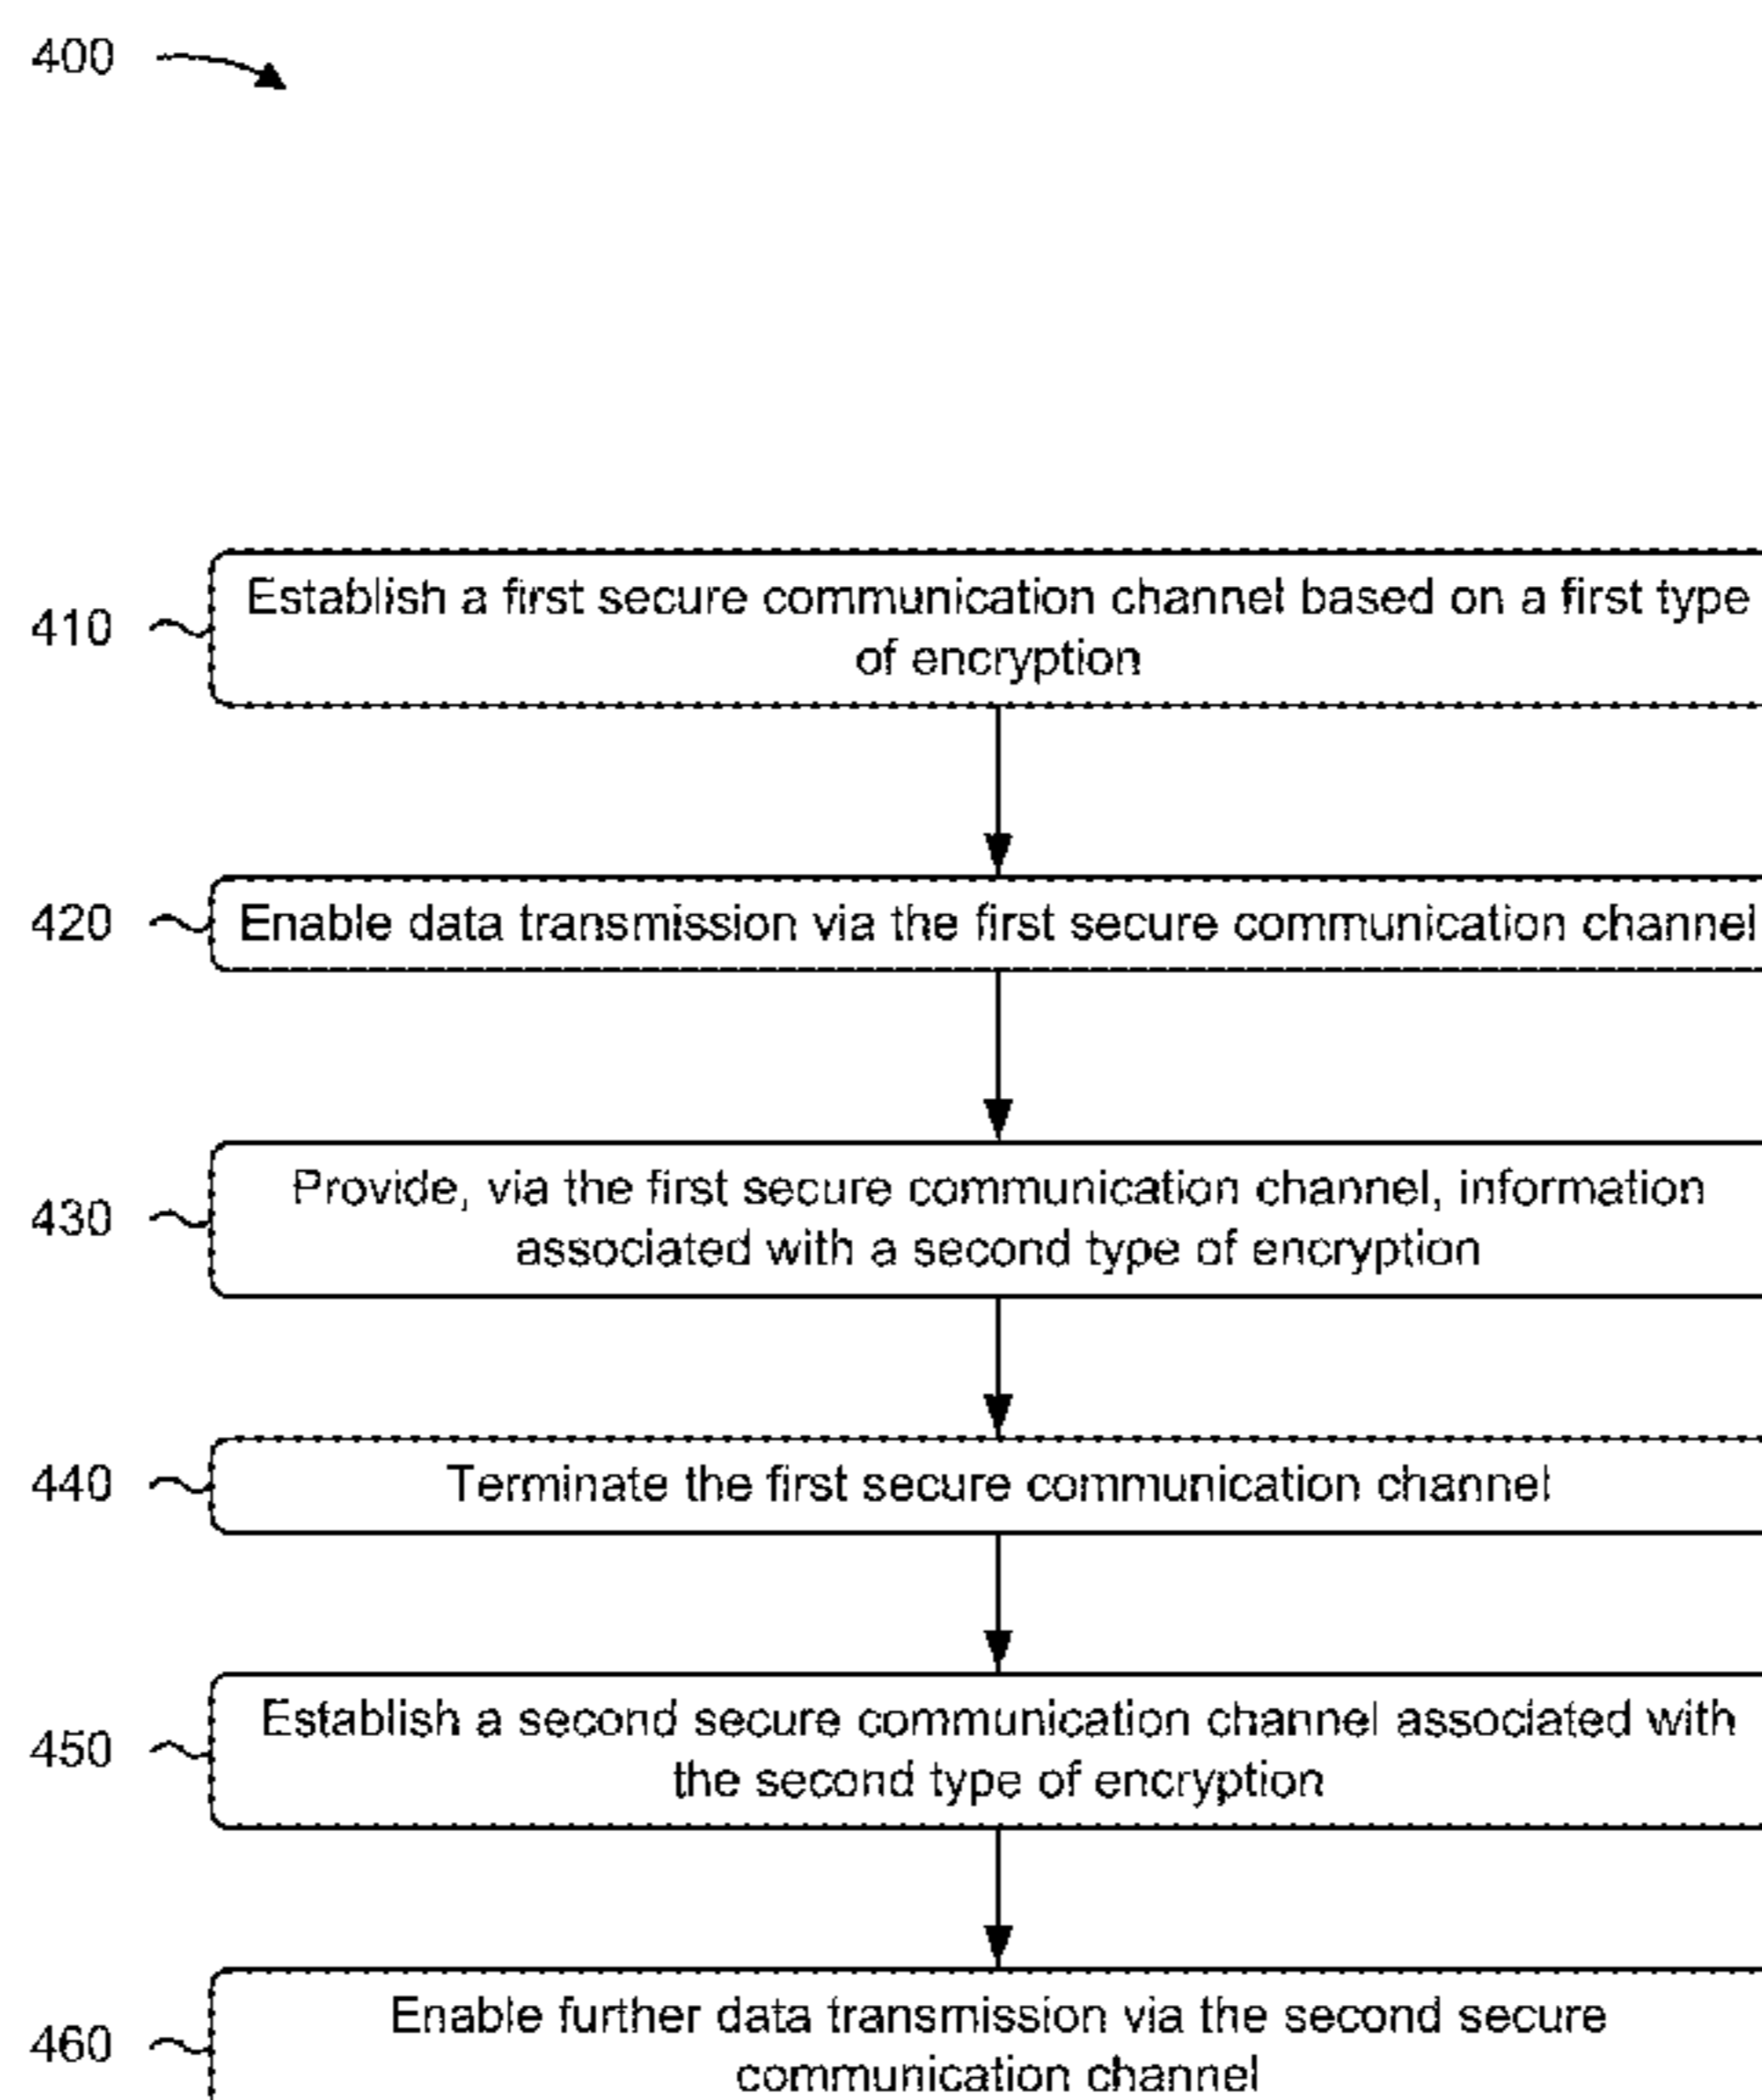 400
410
Establish a first secure communication channel based on a first type
of encryption
420
Enable data transmission via the first secure communication channel
430
Provide, via the first secure communication channel, information
associated with a second type of encryption
440
Terminate the first secure communication channel
450
Establish a second secure communication channel associated with
the second type of encryption
460
Enable further data transmission via the second secure
communication channel